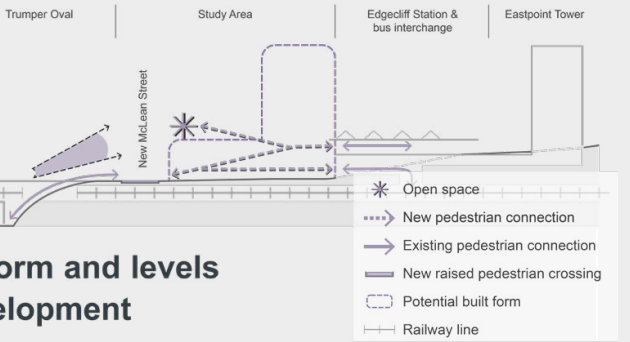 Trumper Oval
Study Area
Edgecliff Station &
bus interchange
Eastpoint Tower
New McLean Street
Open space
New pedestrian connection
Existing pedestrian connection
New raised pedestrian crossing
Potential built form
Railway line
orm and levels
elopment